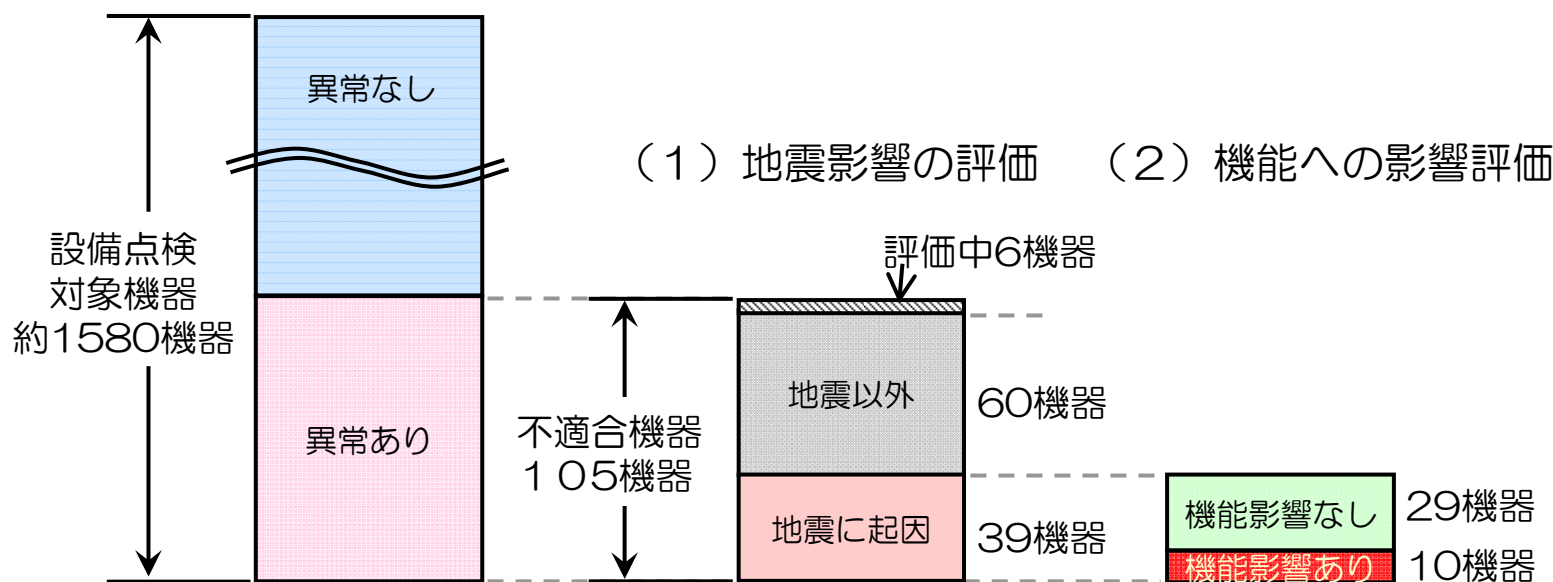 異常なし
(1)地震影響の評価
(2)機能への影響評価
設備点検
対象機器
約1580機器
評価中6機器
地震以外
60機器
異常あり
不適合機器
105機器
地震に起因
39機器
機能影響なし
29機器
機能影響あり
10機器